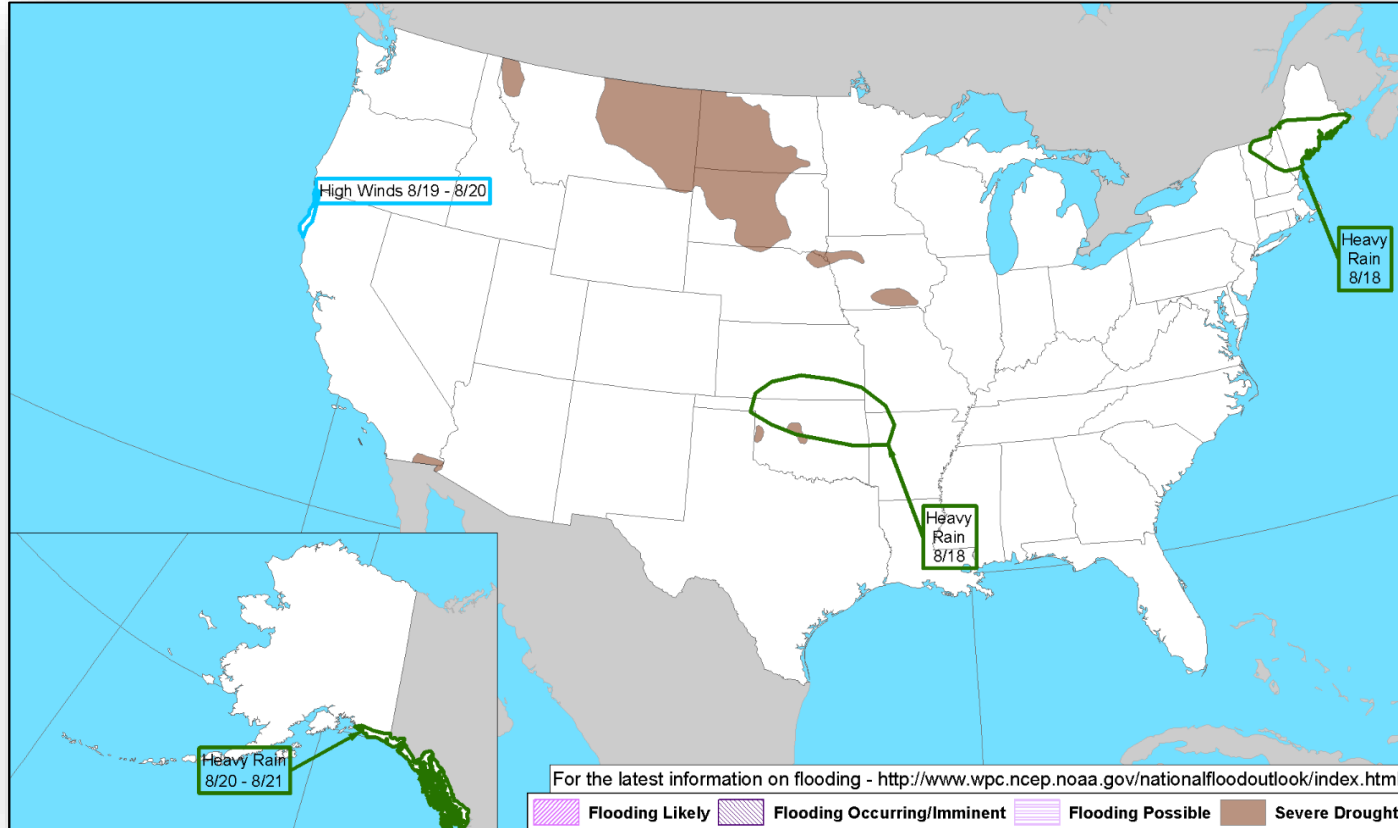 High Winds 8/19 - 8/20
Heavy
Rain
8/18
Heavy
Rain
8/18
Heavy Rain
8/20 - 8/21
For the latest information on flooding - http://www.wpc.ncep.noaa.gov/nationalfloodoutlook/index.html
Flooding Likely Flooding Occurring/Imminent Flooding Possible Severe Drought